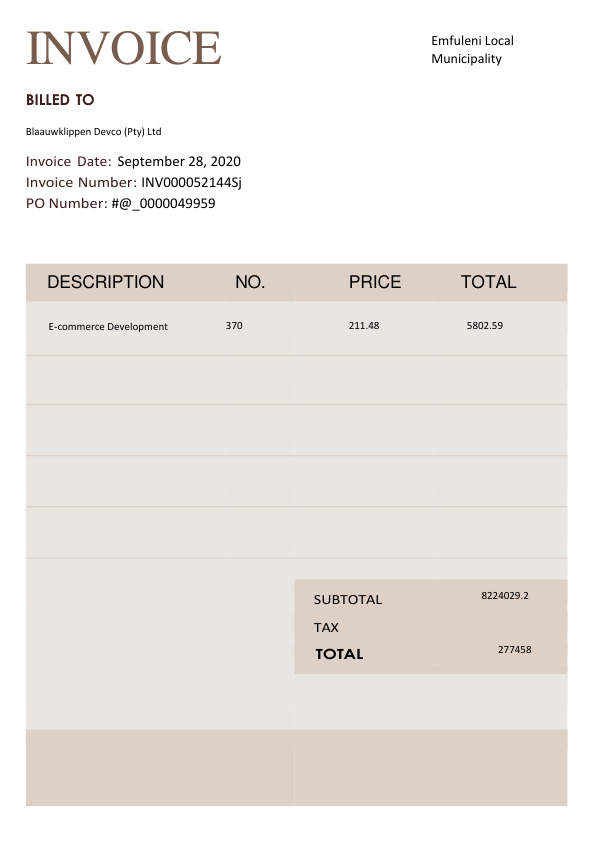 INVOICE
Emfuleni Local
Municipality
BILLED TO
Blaauwklippen Devco (Pty) Ltd
Invoice Date: September 28, 2020
Invoice Number: INV000052144Sj
PO Number: #@_0000049959
DESCRIPTION NO. PRICE TOTAL
E-commerce Development 370 211.48 5802.59
SUBTOTAL 8224029.2
TAX
TOTAL 277458